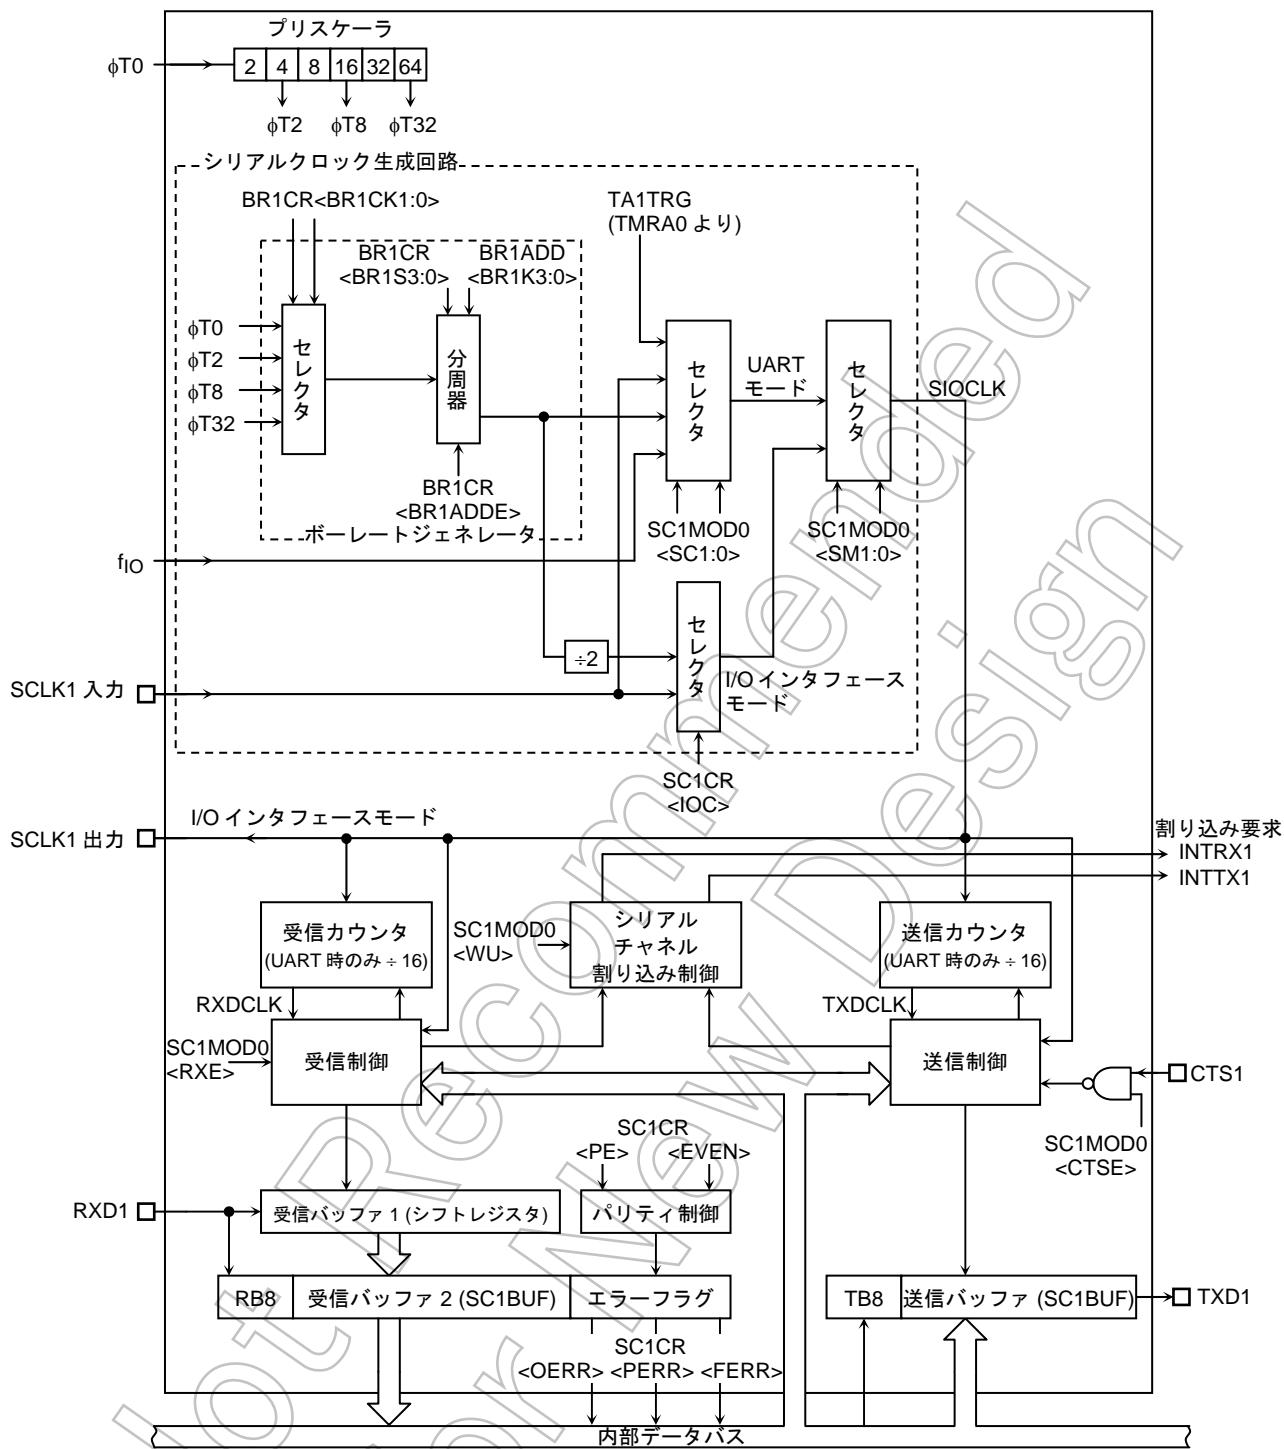 プリスケーラ
φT0
2 4 8 16 32 64
φT2 φT8 φT32
シリアルクロック生成回路
BR1CR<BR1CK1:0>
TA1TRG
(TMRA0 より)
BR1CR
<BR1S3:0>
BR1ADD
<BR1K3:0>
φT0
φT2
φT8
φT32
セレクタ
分周器
セレクタ
UART
モード
セレクタ
SIOCLK
BR1CR
<BR1ADDE>
ボーレートジェネレータ
SC1MOD0
<SC1:0>
SC1MOD0
<SM1:0>
fIO
÷2
セレクタ
I/O インタフェース
モード
SCLK1 入力
SC1CR
<IOC>
I/O インタフェースモード
SCLK1 出力
割り込み要求
INTRX1
INTTX1
受信カウンタ
(UART 時のみ ÷ 16)
SC1MOD0
<WU>
シリアル
チャネル
割り込み制御
送信カウンタ
(UART 時のみ ÷ 16)
RXDCLK
TXDCLK
SC1MOD0
<RXE>
受信制御
送信制御
CTS1
SC1MOD0
<CTSE>
SC1CR
<PE> <EVEN>
RXD1
受信バッファ 1 (シフトレジスタ)
パリティ制御
RB8
受信バッファ 2 (SC1BUF)
エラーフラグ
TB8
送信バッファ (SC1BUF)
TXD1
SC1CR
<OERR> <PERR> <FERR>
内部データバス
Not Recommended
for New Design